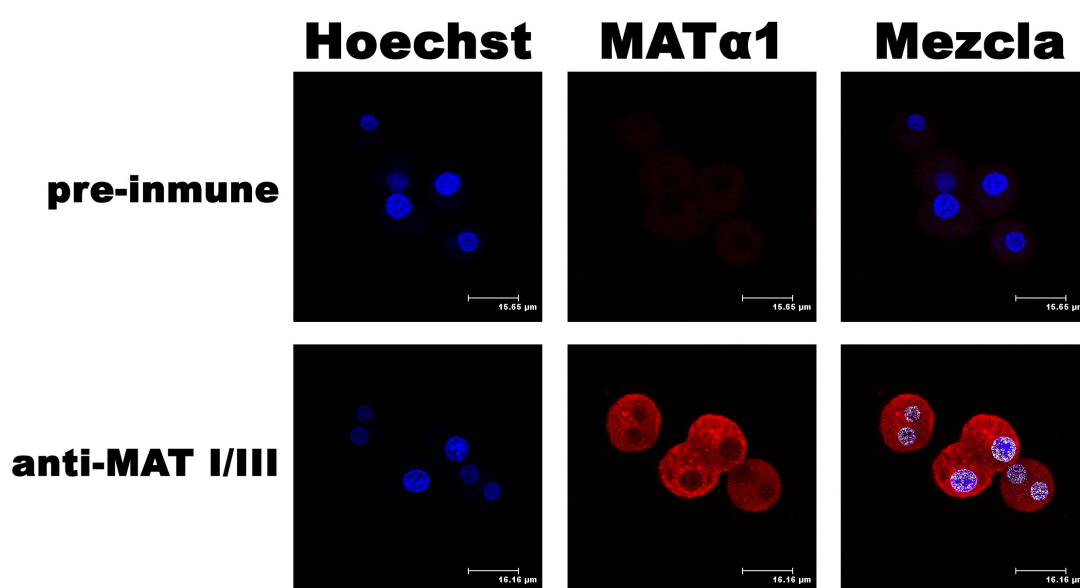 Hoechst MATα1 Mezcla
pre-inmune
15.65 µm 15.65 µm 15.65 µm
anti-MAT I/III
16.16 µm 16.16 µm 16.16 µm